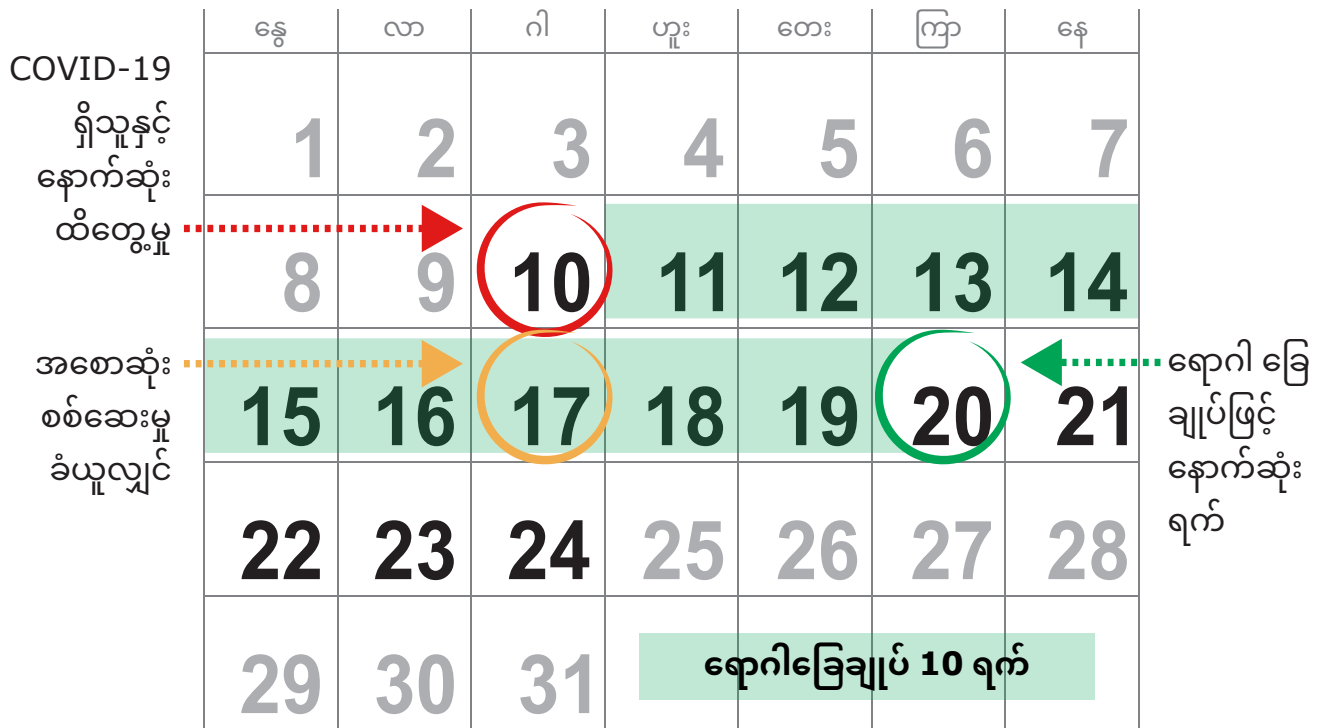 နွေ လာ ဂါ ဟူး တေး ကြာ နေ
COVID-19
ရှိသူနှင့်
နောက်ဆုံး
ထိတွေ့မှု
1 2 3 4 5 6 7
8 9 10 11 12 13 14
အစောဆုံး
စစ်ဆေးမှု
ခံယူလျှင်
15 16 17 18 19 20 21
ရောဂါ ခြေ
ချုပ်ဖြင့်
နောက်ဆုံး
ရက်
22 23 24 25 26 27 28
29 30 31
ရောဂါခြေချုပ် 10 ရက်